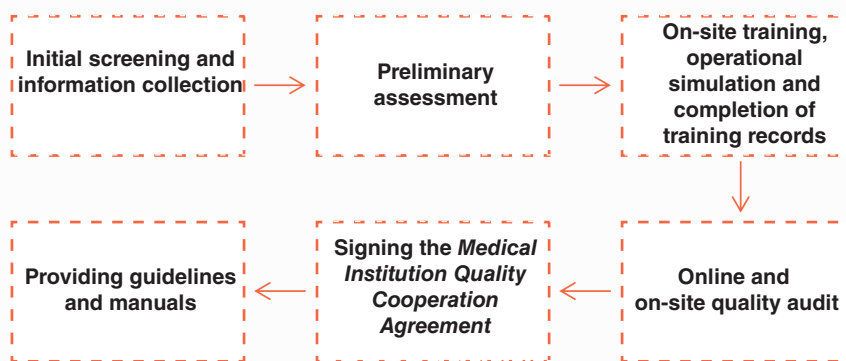 Initial screening and
information collection
Preliminary
assessment
On-site training,
operational
simulation and
completion of
training records
Providing guidelines
and manuals
Signing the Medical
Institution Quality
Cooperation
Agreement
Online and
on-site quality audit